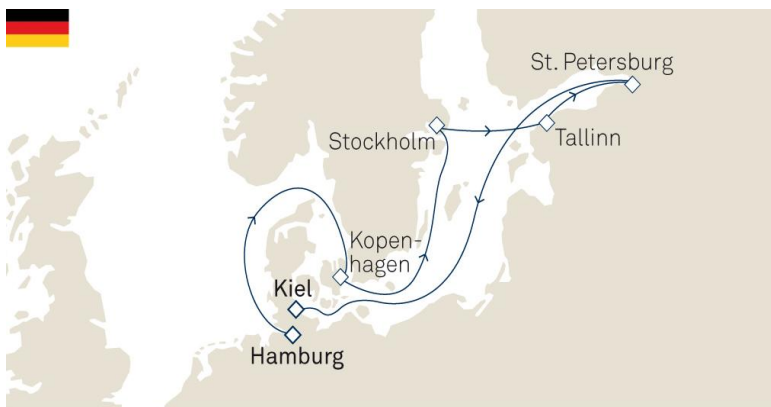 St. Petersburg
Stockholm
Tallinn
Kopen-
hagen
Kiel
Hamburg